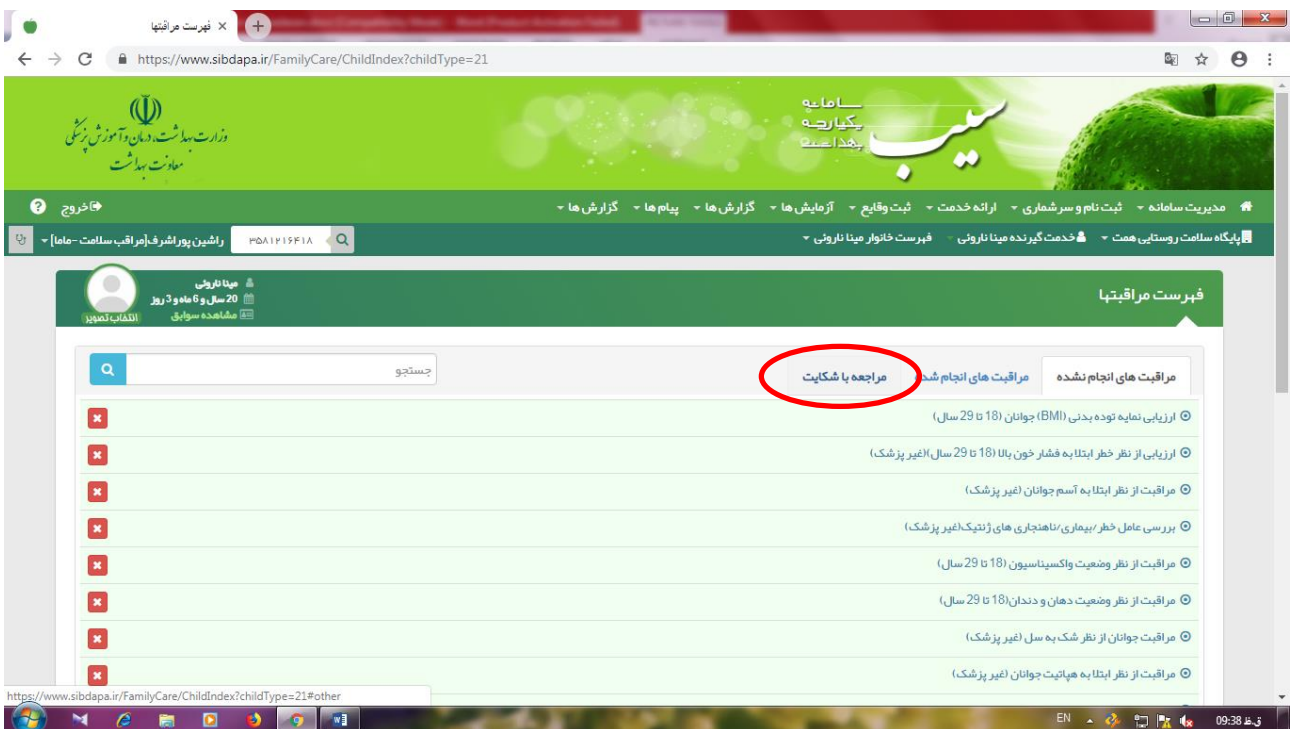 فهرست مراقبتها
https://www.sibdapa.ir/FamilyCare/ChildIndex?childType=21
وزارت بهداشت، درمان و آموزش پزشکی
معاونت بهداشت
سامانه
یکپارچه
بهداشت
سیب
مدیریت سامانه
ثبت نام و سرشماری
ارائه خدمت
ثبت وقایع
آزمایش ها
گزارش ها
پیام ها
گزارش ها
خروج
پایگاه سلامت روستایی همت
خدمت گیرنده مینا ناروئی
فهرست خانوار مینا ناروئی
۳۵۸۱۲۱۶۴۱۸
راشین پور اشرف[مراقب سلامت -ماما]
فهرست مراقبتها
مینا ناروئی
20 سال و 6 ماه و 3 روز
مشاهده سوابق
انتخاب تصویر
مراقبت های انجام نشده
مراقبت های انجام شده
مراجعه با شکایت
جستجو
ارزیابی نمایه توده بدنی (BMI) جوانان (18 تا 29 سال)
ارزیابی از نظر خطر ابتلا به فشار خون بالا (18 تا 29 سال)(غیر پزشک)
مراقبت از نظر ابتلا به آسم جوانان (غیر پزشک)
بررسی عامل خطر /بیماری/ناهنجاری های ژنتیک(غیر پزشک)
مراقبت از نظر وضعیت واکسیناسیون (18 تا 29 سال)
مراقبت از نظر وضعیت دهان و دندان(18 تا 29 سال)
مراقبت جوانان از نظر شک به سل (غیر پزشک)
مراقبت از نظر ابتلا به هپاتیت جوانان (غیر پزشک)
https://www.sibdapa.ir/FamilyCare/ChildIndex?childType=21#other
EN
09:38 ق.ظ